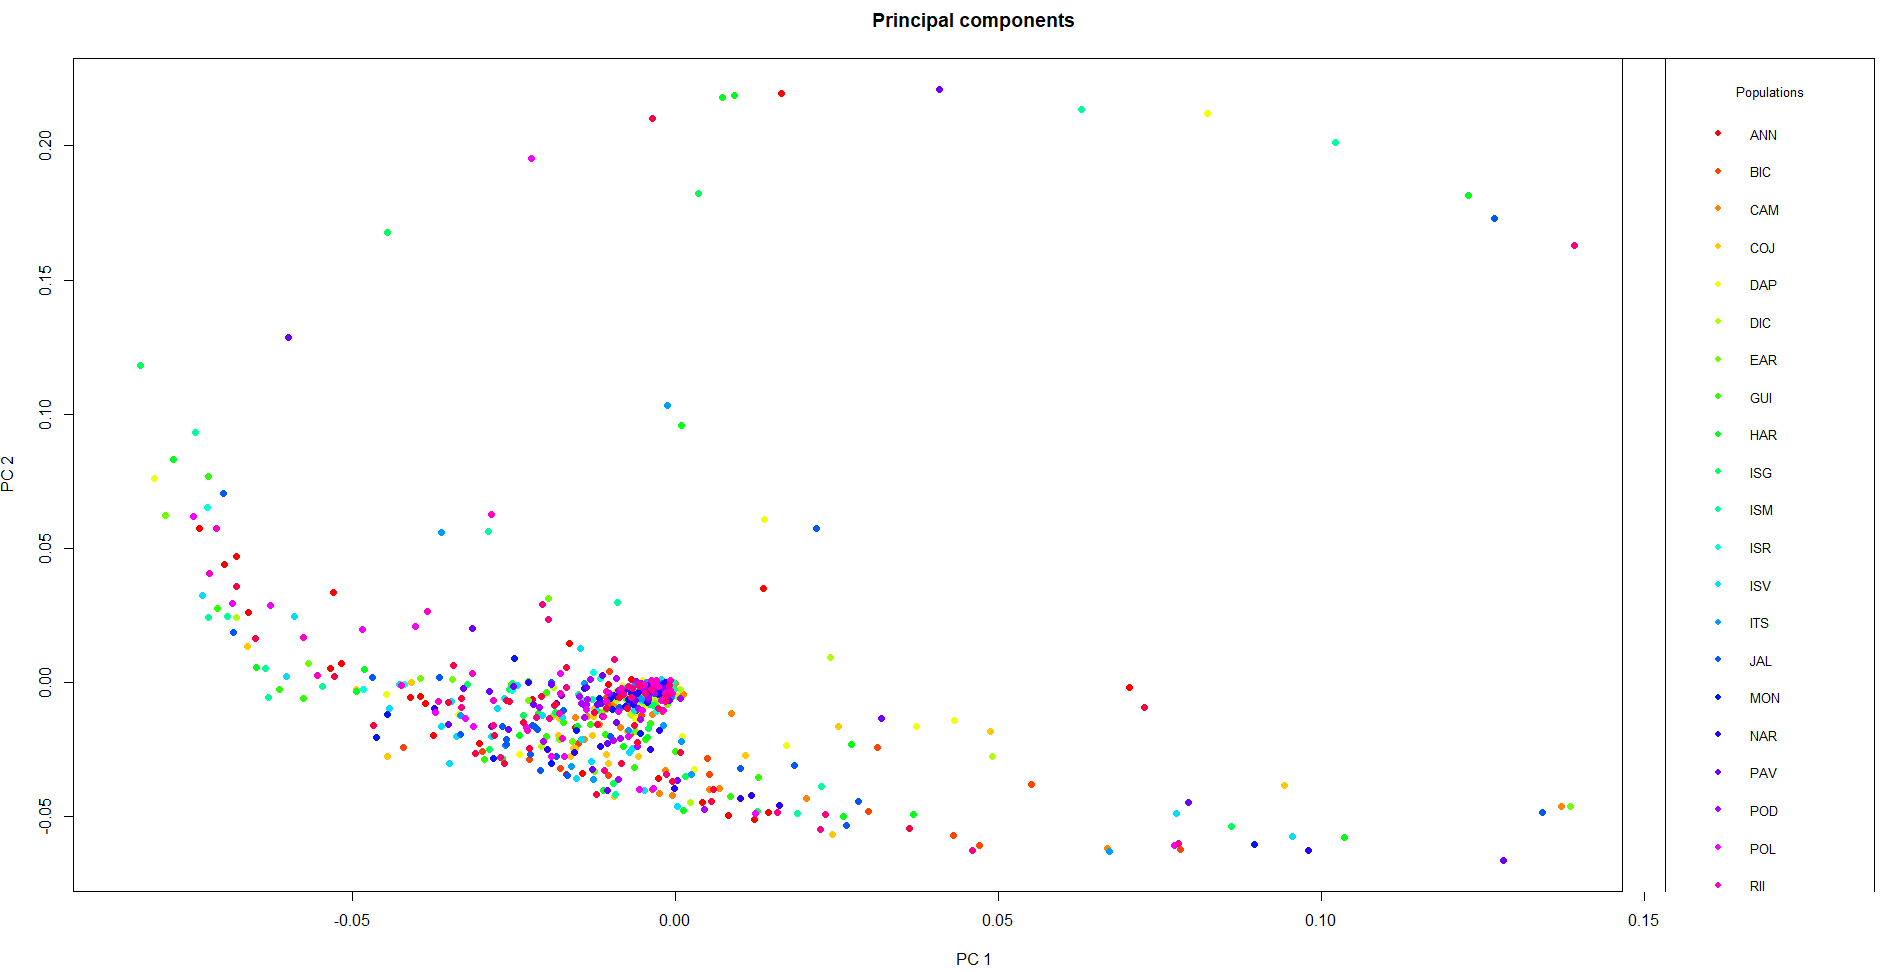 Principal components
Populations
ANN
BIC
CAM
COJ
DAP
DIC
EAR
GUI
HAR
ISG
ISM
ISR
ISV
ITS
JAL
MON
NAR
PAV
POD
POL
RII
PC 2
0.20
0.15
0.10
0.05
0.00
-0.05
-0.05
0.00
0.05
0.10
0.15
PC 1